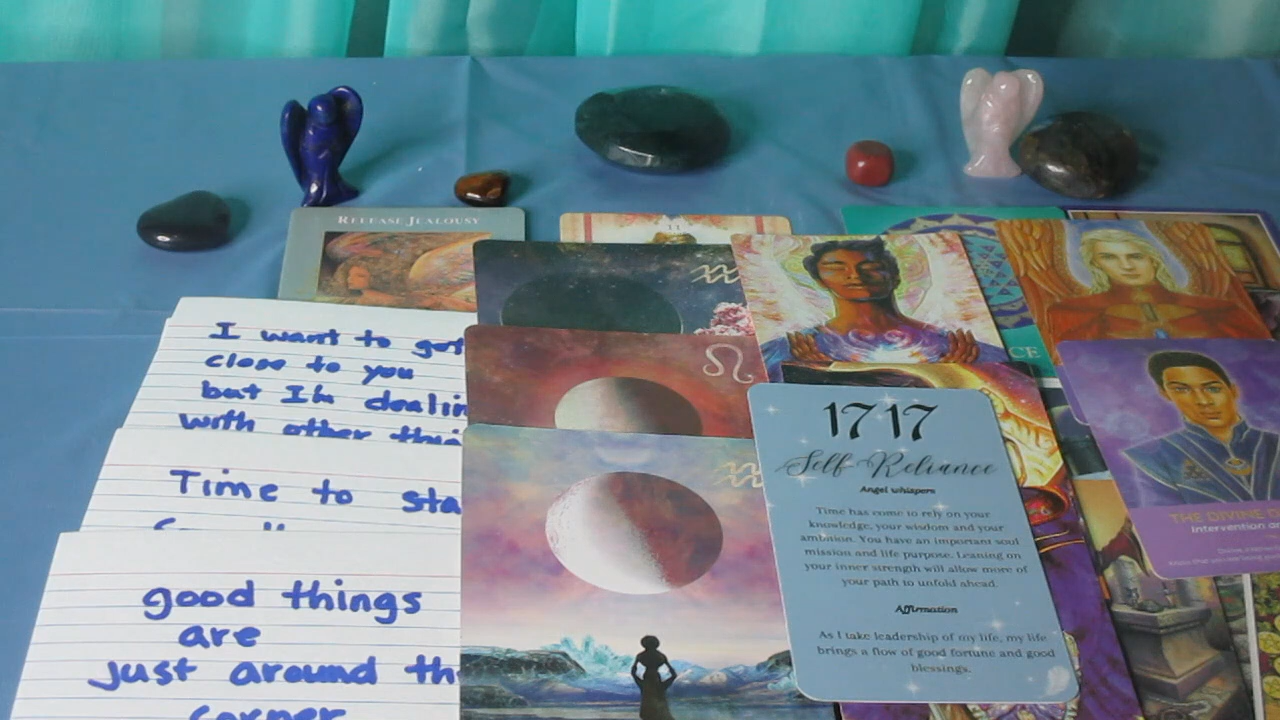 RELEASE JEALOUSY
11
I want to get
close to you
but I'm dealin
with other thi
Time to sta
good things
are
just around th
corner
CE
1717
Self-Reliance
Angel whispers
Time has come to rely on your
knowledge, your wisdom and your
ambition. You have an important soul
mission and life purpose. Leaning on
your inner strength will allow more of
your path to unfold ahead.
Affirmation
As I take leadership of my life, my life
brings a flow of good fortune and good
blessings.
THE DIVINE D
Intervention an